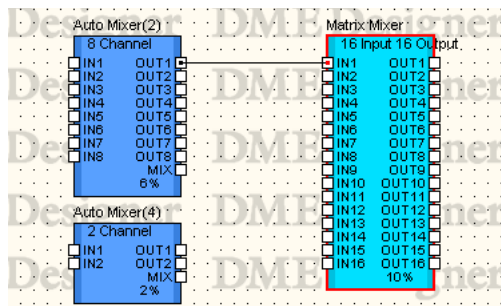 Auto Mixer(2)
8 Channel
IN1 OUT1
IN2 OUT2
IN3 OUT3
IN4 OUT4
IN5 OUT5
IN6 OUT6
IN7 OUT7
IN8 OUT8
MIX
6%
Auto Mixer(4)
2 Channel
IN1 OUT1
IN2 OUT2
MIX
2%
Matrix Mixer
16 Input 16 Output
IN1 OUT1
IN2 OUT2
IN3 OUT3
IN4 OUT4
IN5 OUT5
IN6 OUT6
IN7 OUT7
IN8 OUT8
IN9 OUT9
IN10 OUT10
IN11 OUT11
IN12 OUT12
IN13 OUT13
IN14 OUT14
IN15 OUT15
IN16 OUT16
10%